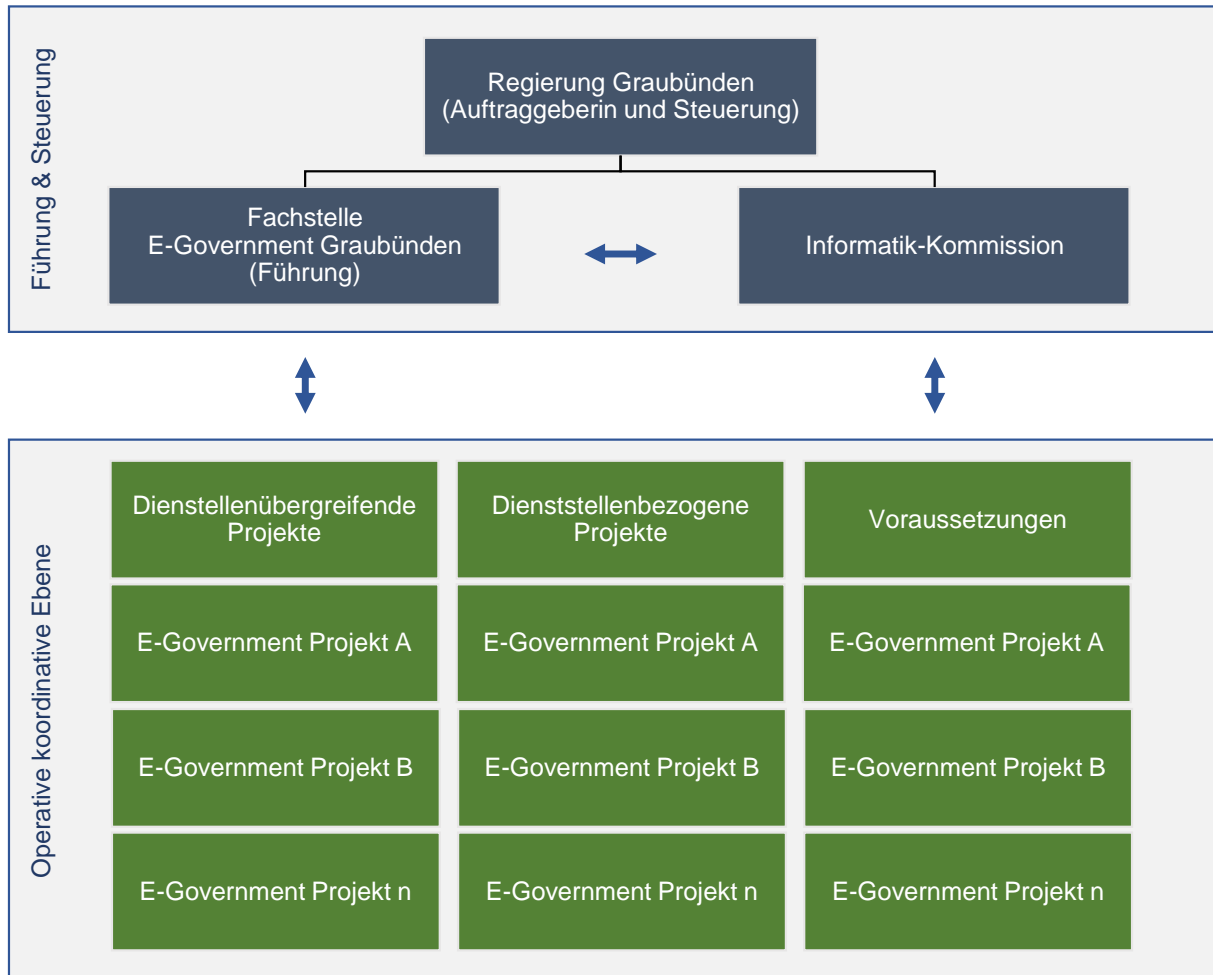 Führung & Steuerung
Regierung Graubünden
(Auftraggeberin und Steuerung)
Fachstelle
E-Government Graubünden
(Führung)
Informatik-Kommission
Operative koordinative Ebene
Dienstellenübergreifende
Projekte
Dienststellenbezogene
Projekte
Voraussetzungen
E-Government Projekt A
E-Government Projekt A
E-Government Projekt A
E-Government Projekt B
E-Government Projekt B
E-Government Projekt B
E-Government Projekt n
E-Government Projekt n
E-Government Projekt n